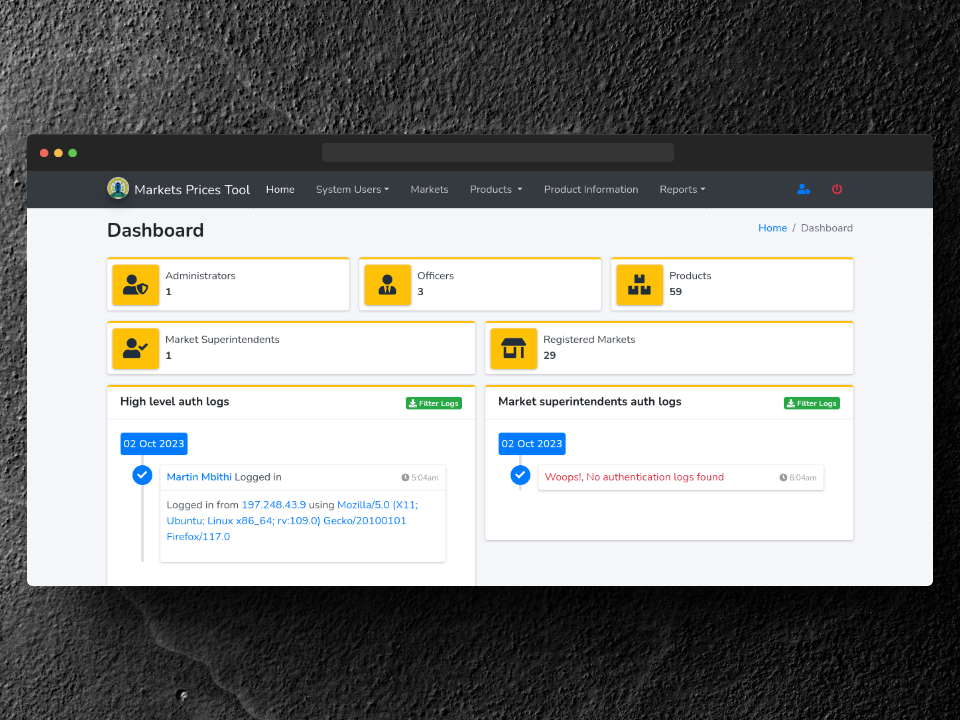 Markets Prices Tool Home System Users Markets Products Product Information Reports
Dashboard
Home / Dashboard
Administrators
1
Officers
3
Products
59
Market Superintendents
1
Registered Markets
29
High level auth logs
Filter Logs
02 Oct 2023
Martin Mbithi Logged in
5:04am
Logged in from 197.248.43.9 using Mozilla/5.0 (X11;
Ubuntu; Linux x86_64; rv:109.0) Gecko/20100101
Firefox/117.0
Market superintendents auth logs
Filter Logs
02 Oct 2023
Woops!, No authentication logs found
6:04am